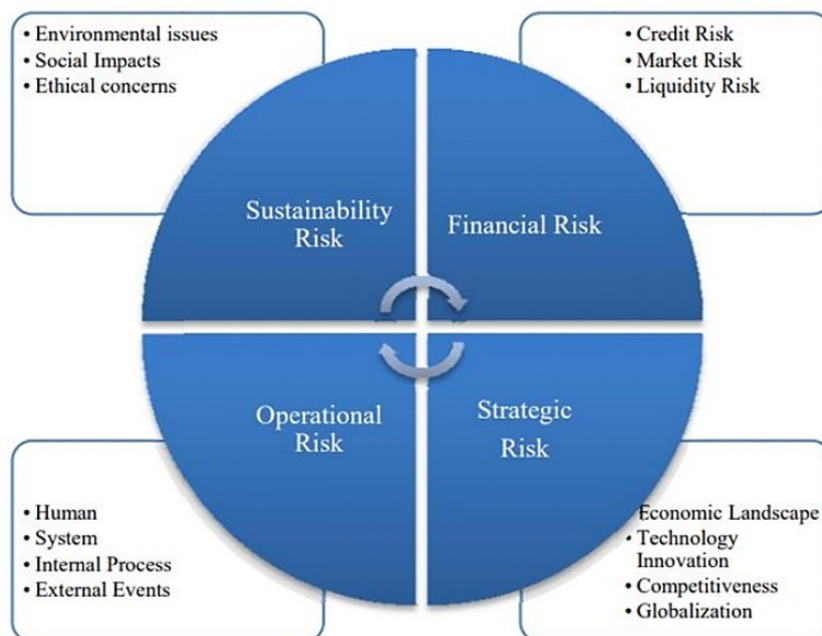 • Environmental issues
• Social Impacts
• Ethical concerns
• Credit Risk
• Market Risk
• Liquidity Risk
Sustainability
Risk
Financial Risk
Operational
Risk
Strategic
Risk
• Human
• System
• Internal Process
• External Events
Economic Landscape
• Technology
Innovation
• Competitiveness
• Globalization